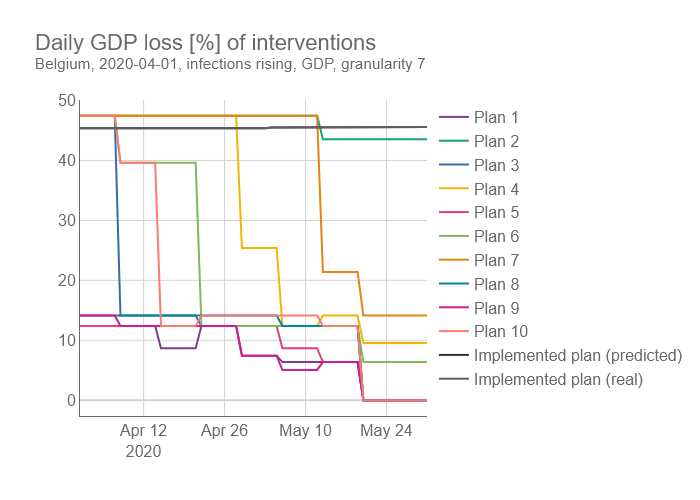 Daily GDP loss [%] of interventions
Belgium, 2020-04-01, infections rising, GDP, granularity 7
50
40
30
20
10
0
Apr 12
2020
Apr 26
May 10
May 24
Plan 1
Plan 2
Plan 3
Plan 4
Plan 5
Plan 6
Plan 7
Plan 8
Plan 9
Plan 10
Implemented plan (predicted)
Implemented plan (real)